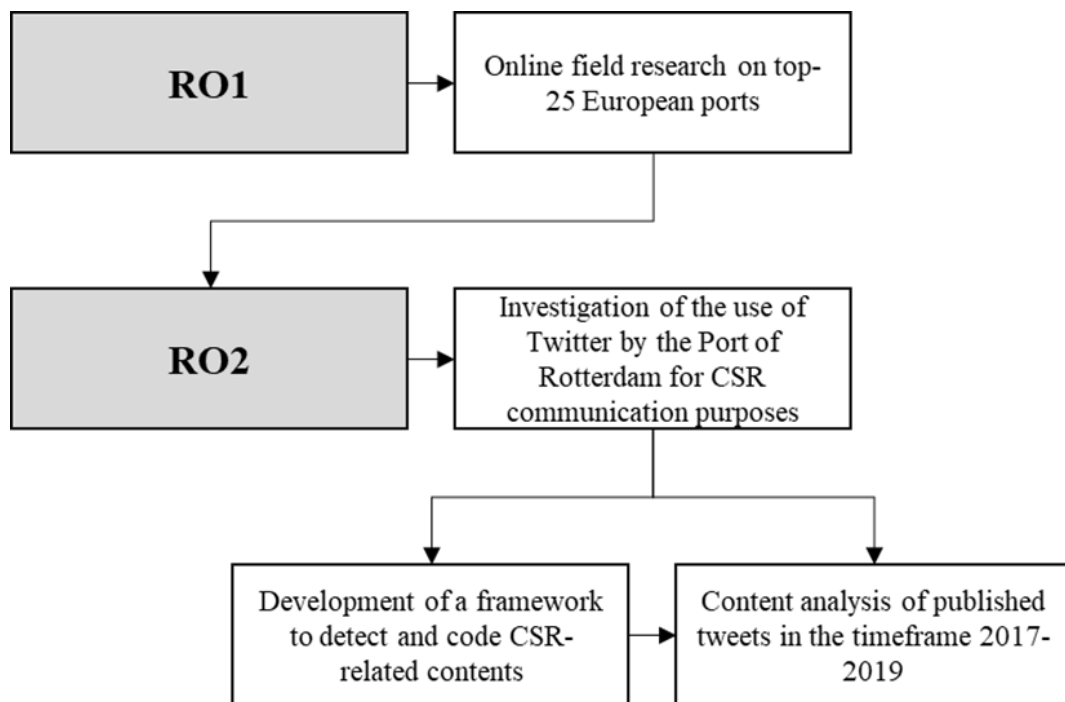 RO1
Online field research on top-
25 European ports
RO2
Investigation of the use of
Twitter by the Port of
Rotterdam for CSR
communication purposes
Development of a framework
to detect and code CSR-
related contents
Content analysis of published
tweets in the timeframe 2017-
2019